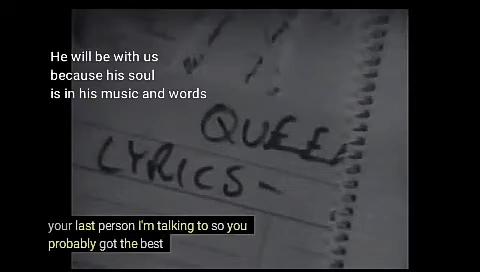 He will be with us
because his soul
is in his music and words
QUEEN
LYRICS-
your last person I'm talking to so you
probably got the best